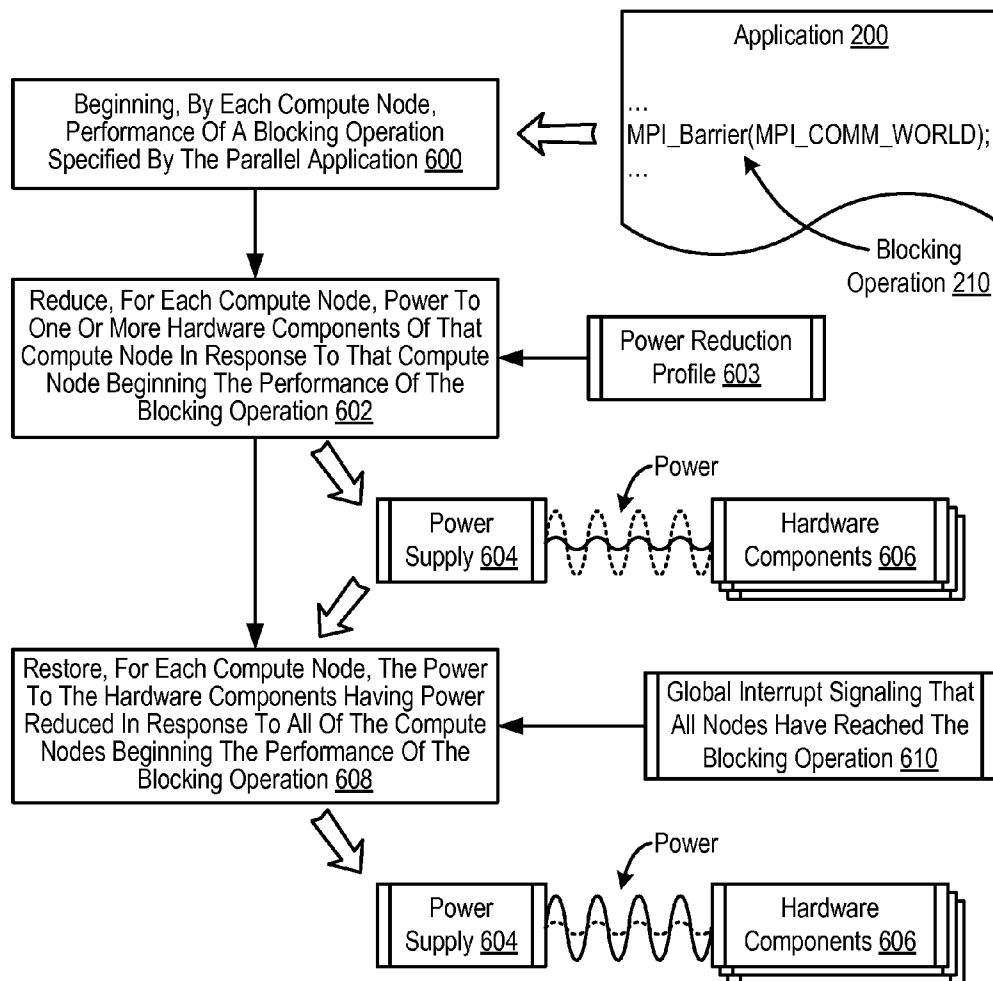 Application 200
...
MPI_Barrier(MPI_COMM_WORLD);
...
Blocking
Operation 210
Beginning, By Each Compute Node,
Performance Of A Blocking Operation
Specified By The Parallel Application 600
Reduce, For Each Compute Node, Power To
One Or More Hardware Components Of That
Compute Node In Response To That Compute
Node Beginning The Performance Of The
Blocking Operation 602
Power Reduction
Profile 603
Power
Power
Supply 604
Hardware
Components 606
Restore, For Each Compute Node, The Power
To The Hardware Components Having Power
Reduced In Response To All Of The Compute
Nodes Beginning The Performance Of The
Blocking Operation 608
Global Interrupt Signaling That
All Nodes Have Reached The
Blocking Operation 610
Power
Power
Supply 604
Hardware
Components 606